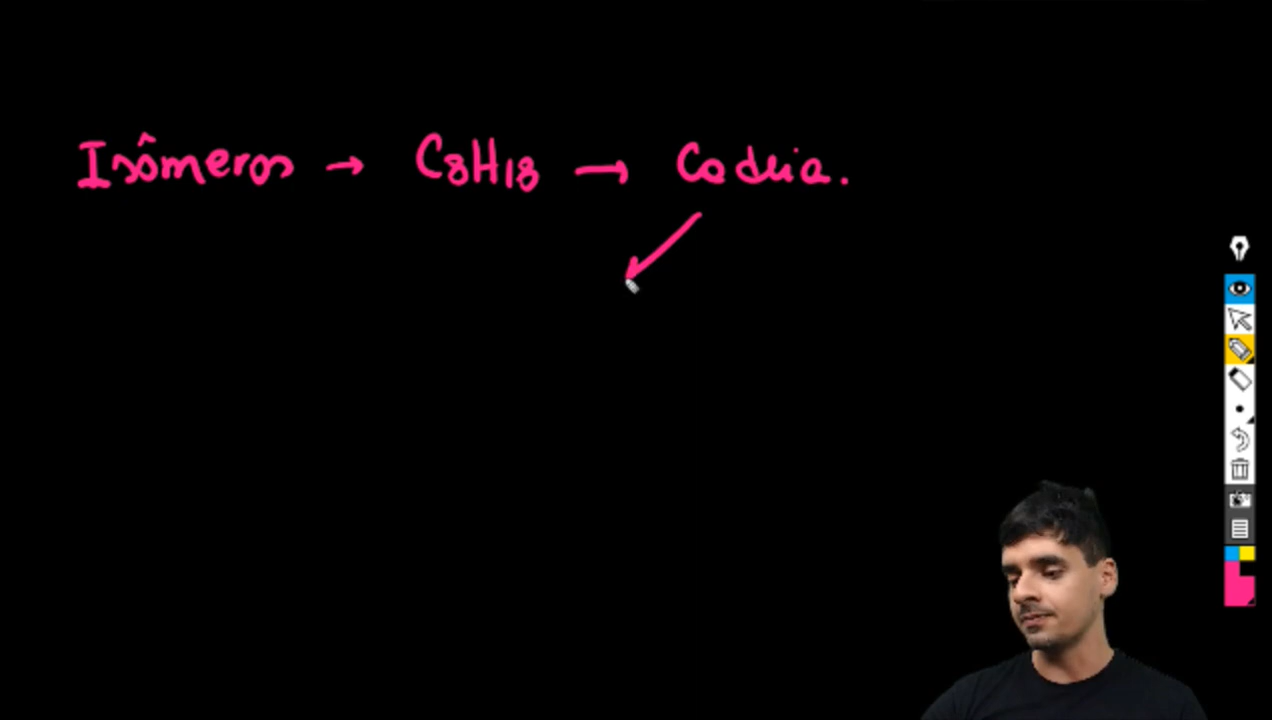 Isômeros → C8H18 → Cadeia.